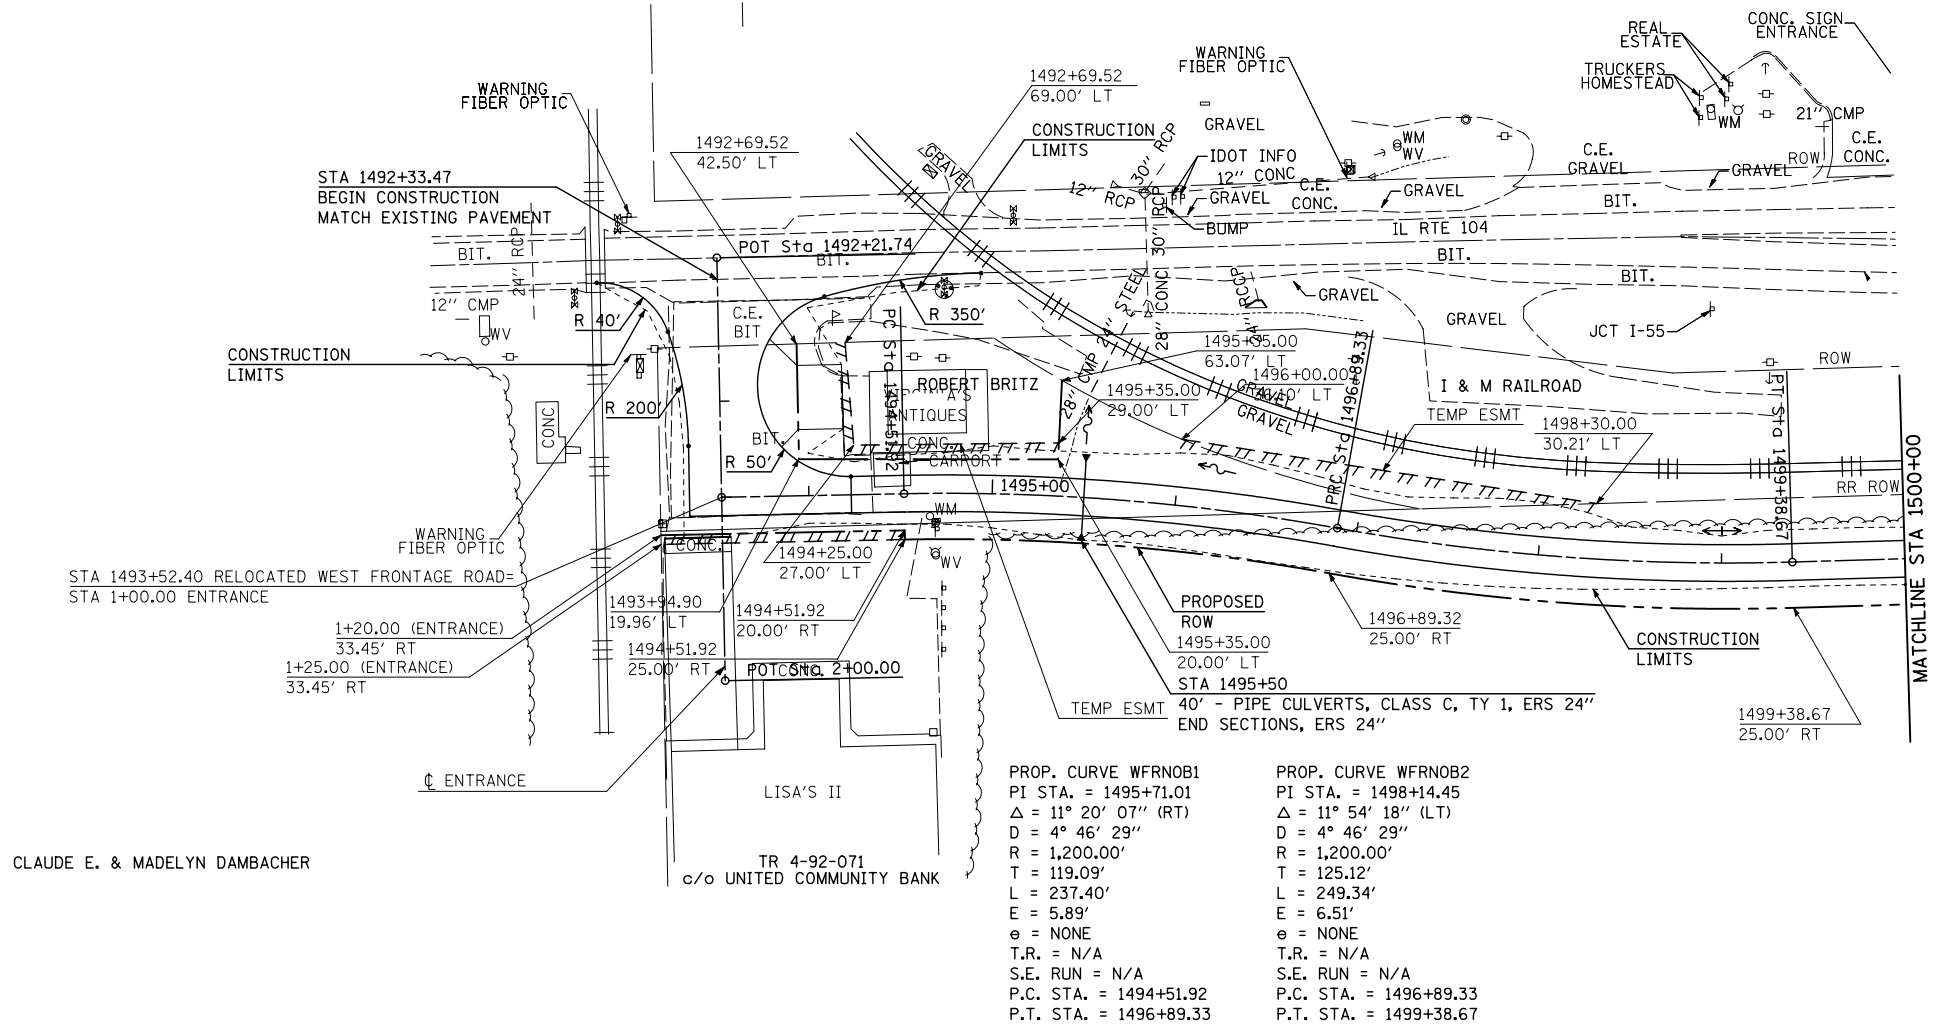 REAL
ESTATE
CONC. SIGN
ENTRANCE
TRUCKERS
HOMESTEAD
WARNING
FIBER OPTIC
WARNING
FIBER OPTIC
1492+69.52
69.00' LT
21" CMP
WM
GRAVEL
CONSTRUCTION
LIMITS
30" RCP
WM
WV
C.E.
CONC.
1492+69.52
42.50' LT
GRAVEL
IDOT INFO
12" CONC
C.E.
GRAVEL
ROW
GRAVEL
STA 1492+33.47
BEGIN CONSTRUCTION
MATCH EXISTING PAVEMENT
12"
RCP
GRAVEL
C.E.
CONC.
GRAVEL
BIT.
BUMP
IL RTE 104
30" RCP
24" RCP
BIT.
POT Sta 1492+21.74
BIT.
BIT.
BIT.
12" CMP
WV
R 40'
C.E.
BIT
R 350'
24" STEEL
28" CONC
24" RCCP
GRAVEL
GRAVEL
JCT I-55
CONSTRUCTION
LIMITS
PC Sta 1494+51.92
1495+95.00
63.07' LT
ROW
ROBERT BRITZ
28" CMP
1495+35.00
29.00' LT
1496+00.00
GRAVEL
GRAVEL
I & M RAILROAD
TEMP ESMT
R 200'
ANTIQUES
CONC
BIT.
CONC
R 50'
CARPORT
1498+30.00
30.21' LT
PRC Sta 1496+89.33
PT Sta 1499+38.67
1495+00
RR ROW
MATCHLINE STA 1500+00
WARNING
FIBER OPTIC
WM
CONC.
WV
1494+25.00
27.00' LT
STA 1493+52.40 RELOCATED WEST FRONTAGE ROAD=
STA 1+00.00 ENTRANCE
1493+94.90
19.96' LT
1494+51.92
20.00' RT
PROPOSED
ROW
1496+89.32
25.00' RT
1+20.00 (ENTRANCE)
33.45' RT
1+25.00 (ENTRANCE)
33.45' RT
1494+51.92
25.00' RT
1495+35.00
20.00' LT
CONSTRUCTION
LIMITS
POT Sta 2+00.00
CONC.
STA 1495+50
40' - PIPE CULVERTS, CLASS C, TY 1, ERS 24"
END SECTIONS, ERS 24"
TEMP ESMT
1499+38.67
25.00' RT
℄ ENTRANCE
LISA'S II
CLAUDE E. & MADELYN DAMBACHER
TR 4-92-071
c/o UNITED COMMUNITY BANK
PROP. CURVE WFRNOB1
PI STA. = 1495+71.01
Δ = 11° 20' 07" (RT)
D = 4° 46' 29"
R = 1,200.00'
T = 119.09'
L = 237.40'
E = 5.89'
e = NONE
T.R. = N/A
S.E. RUN = N/A
P.C. STA. = 1494+51.92
P.T. STA. = 1496+89.33
PROP. CURVE WFRNOB2
PI STA. = 1498+14.45
Δ = 11° 54' 18" (LT)
D = 4° 46' 29"
R = 1,200.00'
T = 125.12'
L = 249.34'
E = 6.51'
e = NONE
T.R. = N/A
S.E. RUN = N/A
P.C. STA. = 1496+89.33
P.T. STA. = 1499+38.67